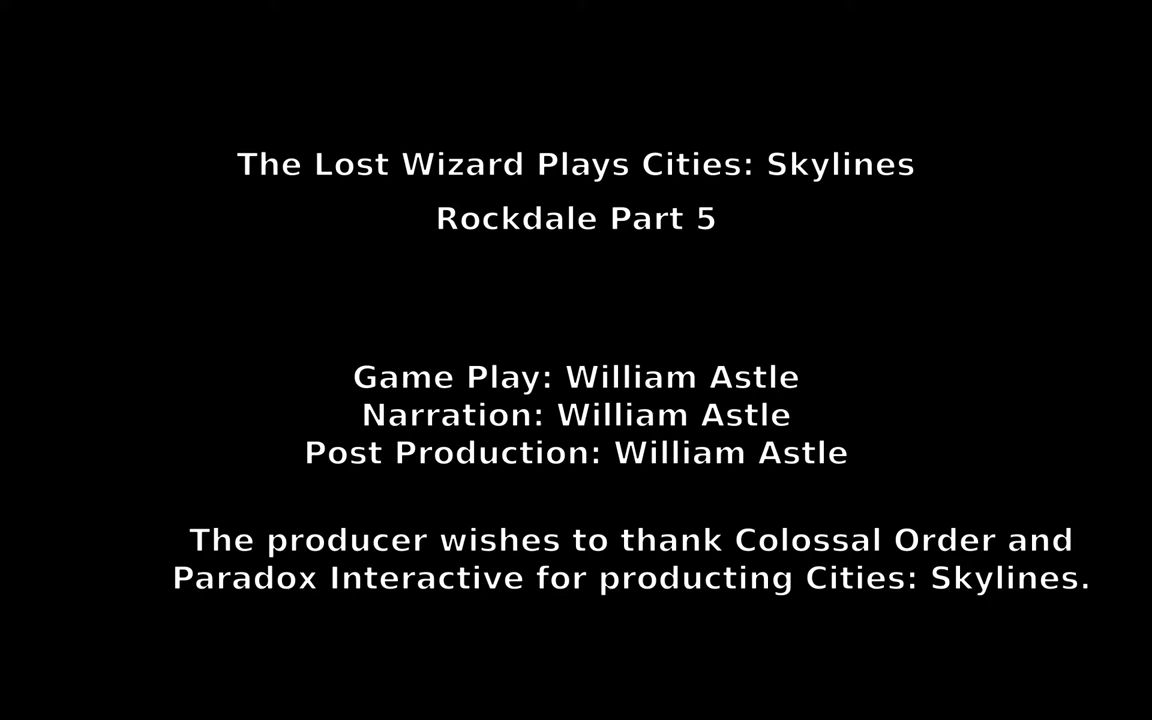 The Lost Wizard Plays Cities: Skylines
Rockdale Part 5
Game Play: William Astle
Narration: William Astle
Post Production: William Astle
The producer wishes to thank Colossal Order and
Paradox Interactive for producting Cities: Skylines.